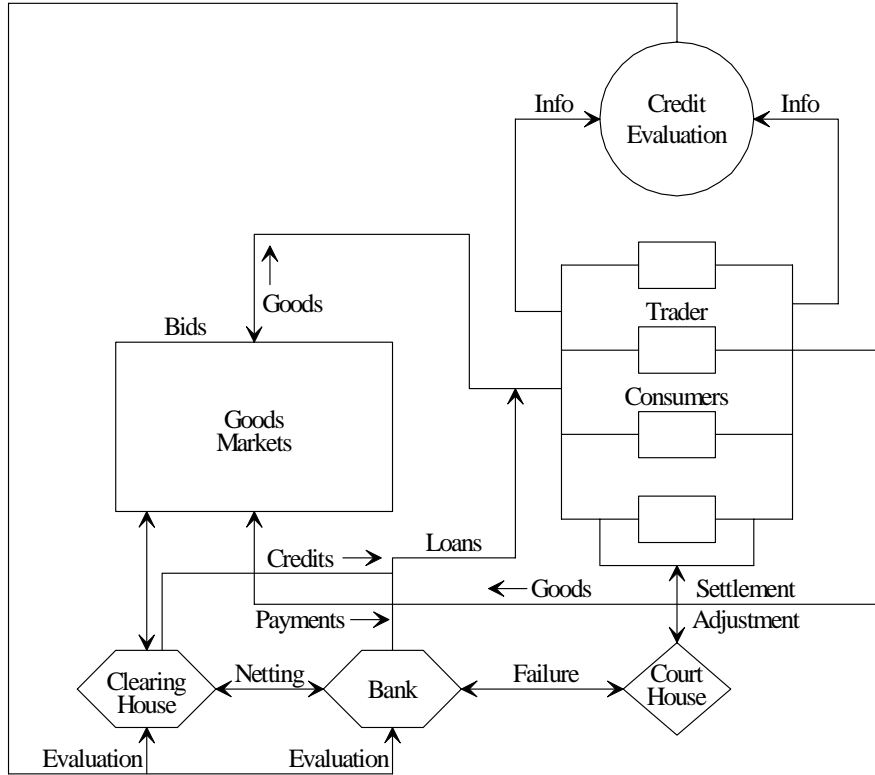 Info
Credit
Evaluation
Info
Goods
Bids
Trader
Goods
Markets
Consumers
Credits
Loans
Goods
Settlement
Payments
Adjustment
Clearing
House
Netting
Bank
Failure
Court
House
Evaluation
Evaluation